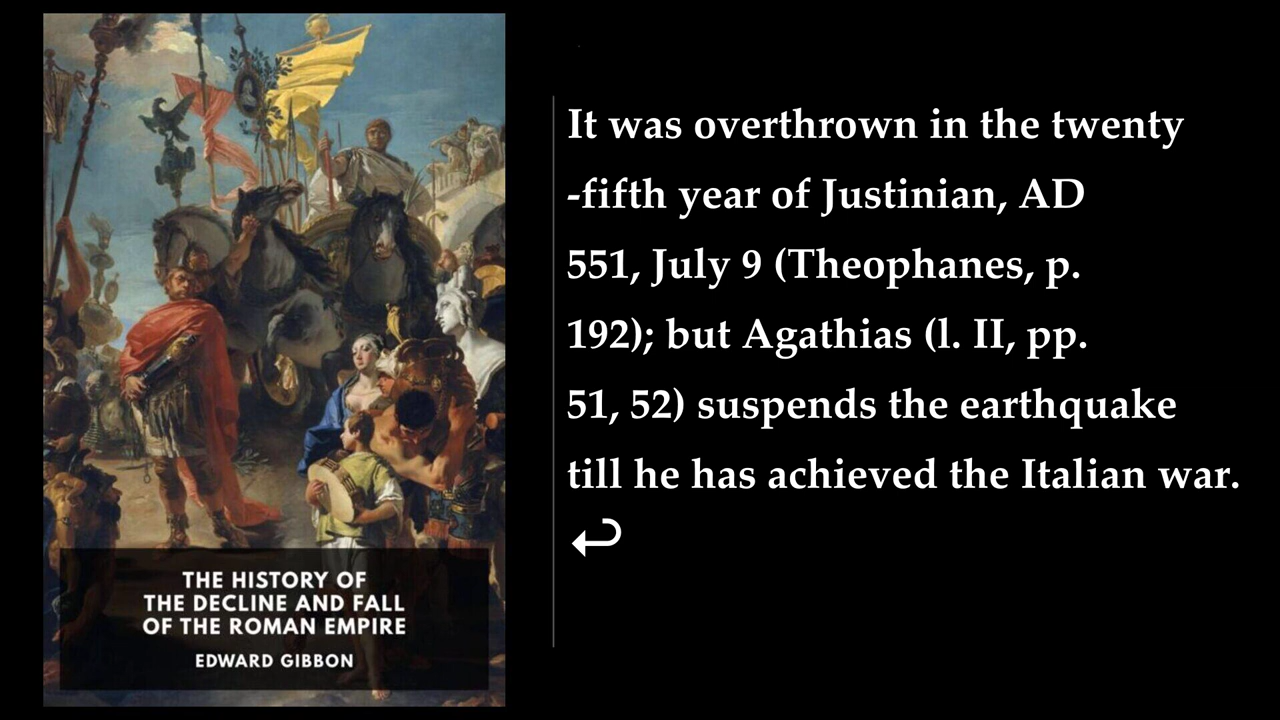 It was overthrown in the twenty
-fifth year of Justinian, AD
551, July 9 (Theophanes, p.
192); but Agathias (l. II, pp.
51, 52) suspends the earthquake
till he has achieved the Italian war.
↩
THE HISTORY OF
THE DECLINE AND FALL
OF THE ROMAN EMPIRE
EDWARD GIBBON